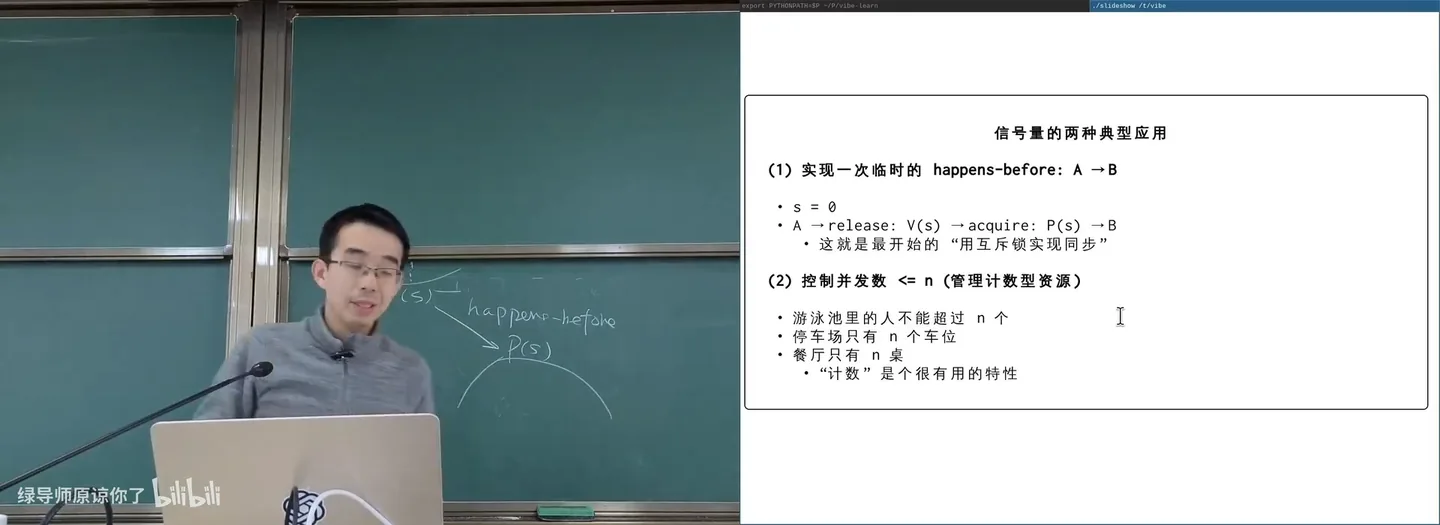 export PYTHONPATH=$P ~/P/vibe-learn
./slideshow /t/vibe
(s)
happens-before
P(s)
绿导师原谅你了 bilibili
信号量的两种典型应用
(1) 实现一次临时的 happens-before: A →B
• s = 0
• A →release: V(s) →acquire: P(s) →B
• 这就是最开始的 “用互斥锁实现同步”
(2) 控制并发数 <= n (管理计数型资源)
• 游泳池里的人不能超过 n 个
• 停车场只有 n 个车位
• 餐厅只有 n 桌
• “计数” 是个很有用的特性